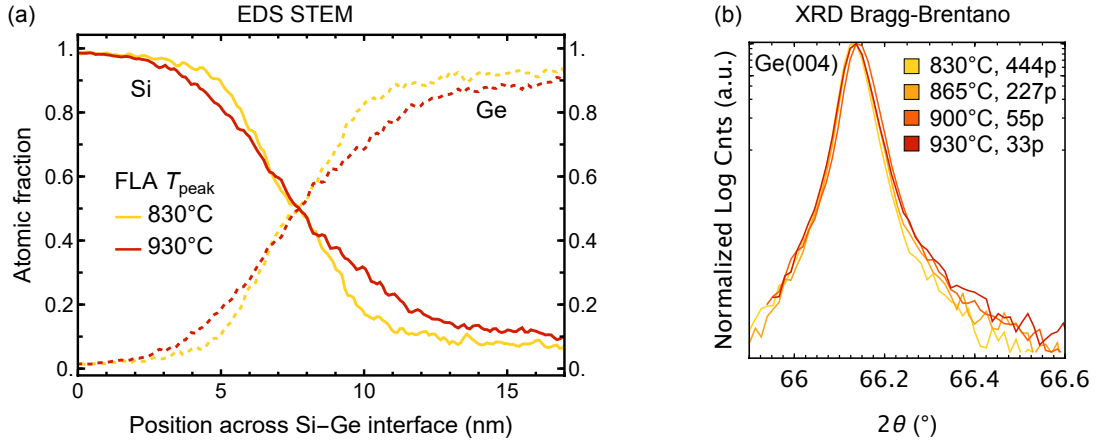 (a)
EDS STEM
1.
0.8
0.6
0.4
0.2
0.
1.
0.8
0.6
0.4
0.2
0.
Atomic fraction
Si
Ge
FLA Tpeak
830°C
930°C
0
5
10
15
Position across Si–Ge interface (nm)
(b)
XRD Bragg-Brentano
Normalized Log Cnts (a.u.)
Ge(004)
830°C, 444p
865°C, 227p
900°C, 55p
930°C, 33p
66
66.2
66.4
66.6
2θ (°)